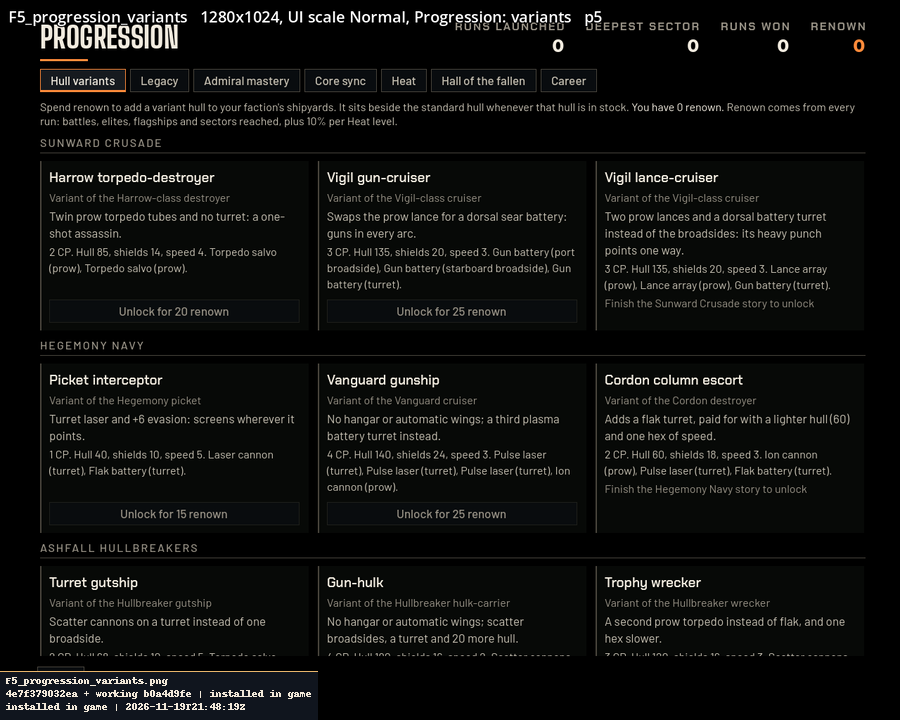 F5_progression_variants 1280x1024, UI scale Normal, Progression: variants p5
PROGRESSION
RUNS LAUNCHED DEEPEST SECTOR RUNS WON RENOWN
0 0 0 0
Hull variants Legacy Admiral mastery Core sync Heat Hall of the fallen Career
Spend renown to add a variant hull to your faction's shipyards. It sits beside the standard hull whenever that hull is in stock. You have 0 renown. Renown comes from every
run: battles, elites, flagships and sectors reached, plus 10% per Heat level.
SUNWARD CRUSADE
Harrow torpedo-destroyer
Variant of the Harrow-class destroyer
Twin prow torpedo tubes and no turret: a one-
shot assassin.
2 CP. Hull 85, shields 14, speed 4. Torpedo salvo
(prow), Torpedo salvo (prow).
Unlock for 20 renown
Vigil gun-cruiser
Variant of the Vigil-class cruiser
Swaps the prow lance for a dorsal sear battery:
guns in every arc.
3 CP. Hull 135, shields 20, speed 3. Gun battery (port
broadside), Gun battery (starboard broadside), Gun
battery (turret).
Unlock for 25 renown
Vigil lance-cruiser
Variant of the Vigil-class cruiser
Two prow lances and a dorsal battery turret
instead of the broadsides: its heavy punch
points one way.
3 CP. Hull 135, shields 20, speed 3. Lance array
(prow), Lance array (prow), Gun battery (turret).
Finish the Sunward Crusade story to unlock
HEGEMONY NAVY
Picket interceptor
Variant of the Hegemony picket
Turret laser and +6 evasion: screens wherever it
points.
1 CP. Hull 40, shields 10, speed 5. Laser cannon
(turret), Flak battery (turret).
Unlock for 15 renown
Vanguard gunship
Variant of the Vanguard cruiser
No hangar or automatic wings; a third plasma
battery turret instead.
4 CP. Hull 140, shields 24, speed 3. Pulse laser
(turret), Pulse laser (turret), Pulse laser (turret), Ion
cannon (prow).
Unlock for 25 renown
Cordon column escort
Variant of the Cordon destroyer
Adds a flak turret, paid for with a lighter hull (60)
and one hex of speed.
2 CP. Hull 60, shields 18, speed 3. Ion cannon
(prow), Pulse laser (turret), Flak battery (turret).
Finish the Hegemony Navy story to unlock
ASHFALL HULLBREAKERS
Turret gutship
Variant of the Hullbreaker gutship
Scatter cannons on a turret instead of one
broadside.
Gun-hulk
Variant of the Hullbreaker hulk-carrier
No hangar or automatic wings; scatter
broadsides, a turret and 20 more hull.
Trophy wrecker
Variant of the Hullbreaker wrecker
A second prow torpedo instead of flak, and one
hex slower.
F5_progression_variants.png
4e7f379032ea + working b0a4d9fe | installed in game
installed in game | 2026-11-19T21:48:19Z